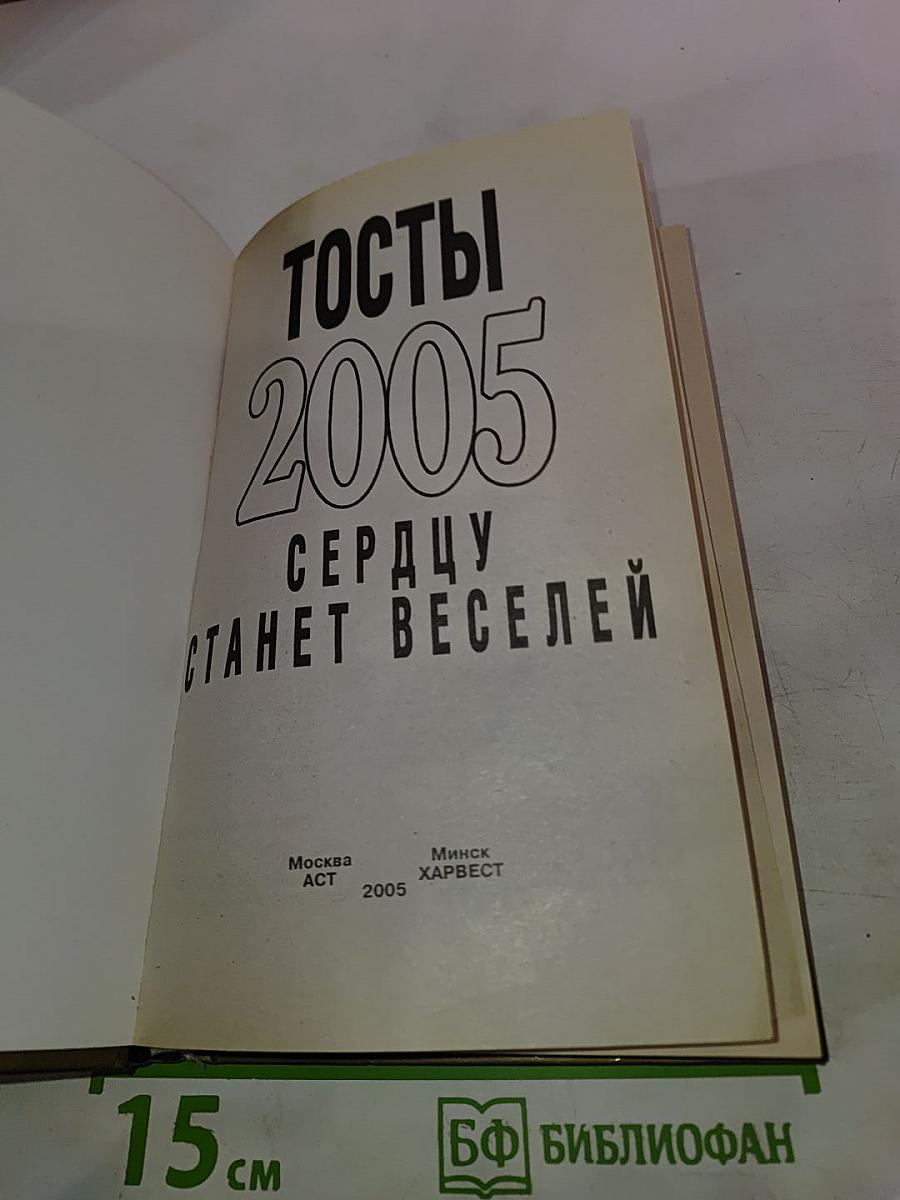 ТОСТЫ
2005
СЕРДЦУ
СТАНЕТ ВЕСЕЛЕЙ
Москва
АСТ
Минск
ХАРВЕСТ
2005
15 см
БФ БИБЛИОФАН